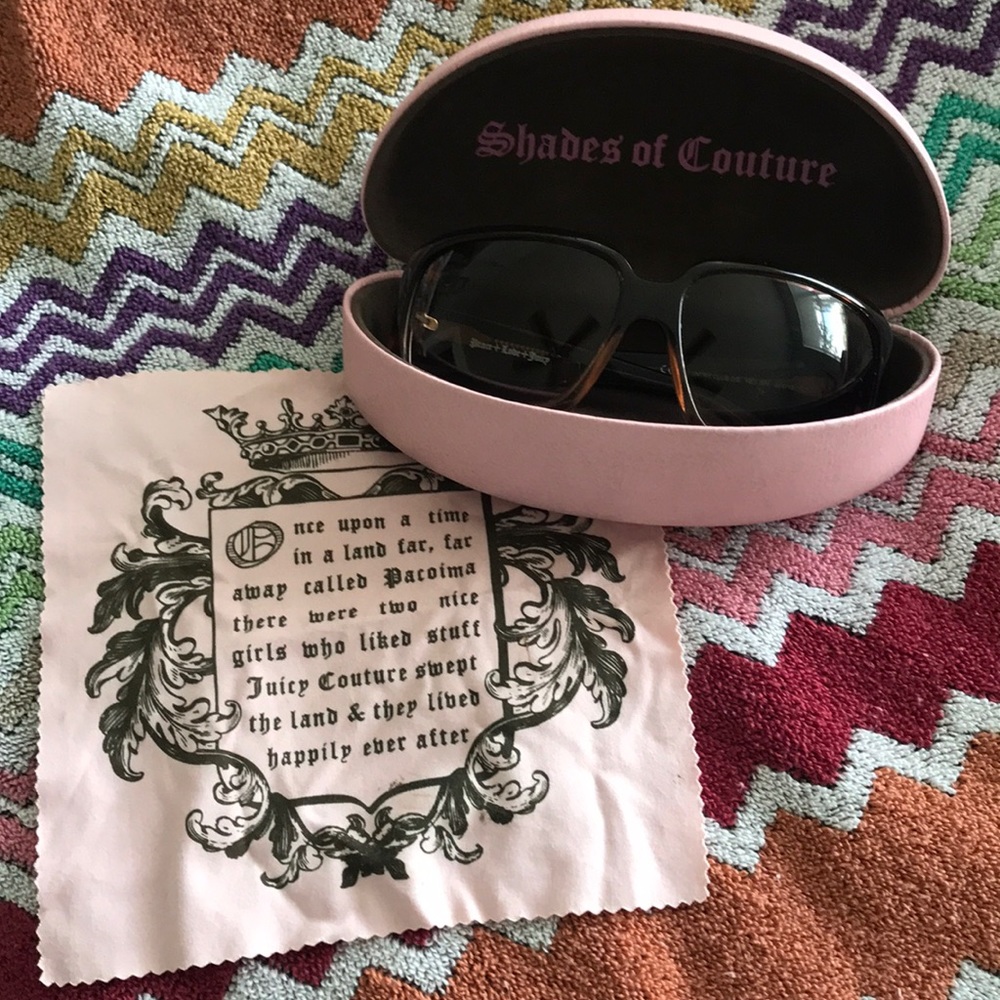 Shades of Couture
Once upon a time
in a land far, far
away called Pacoima
there were two nice
girls who liked stuff
Juicy Couture swept
the land & they lived
happily ever after